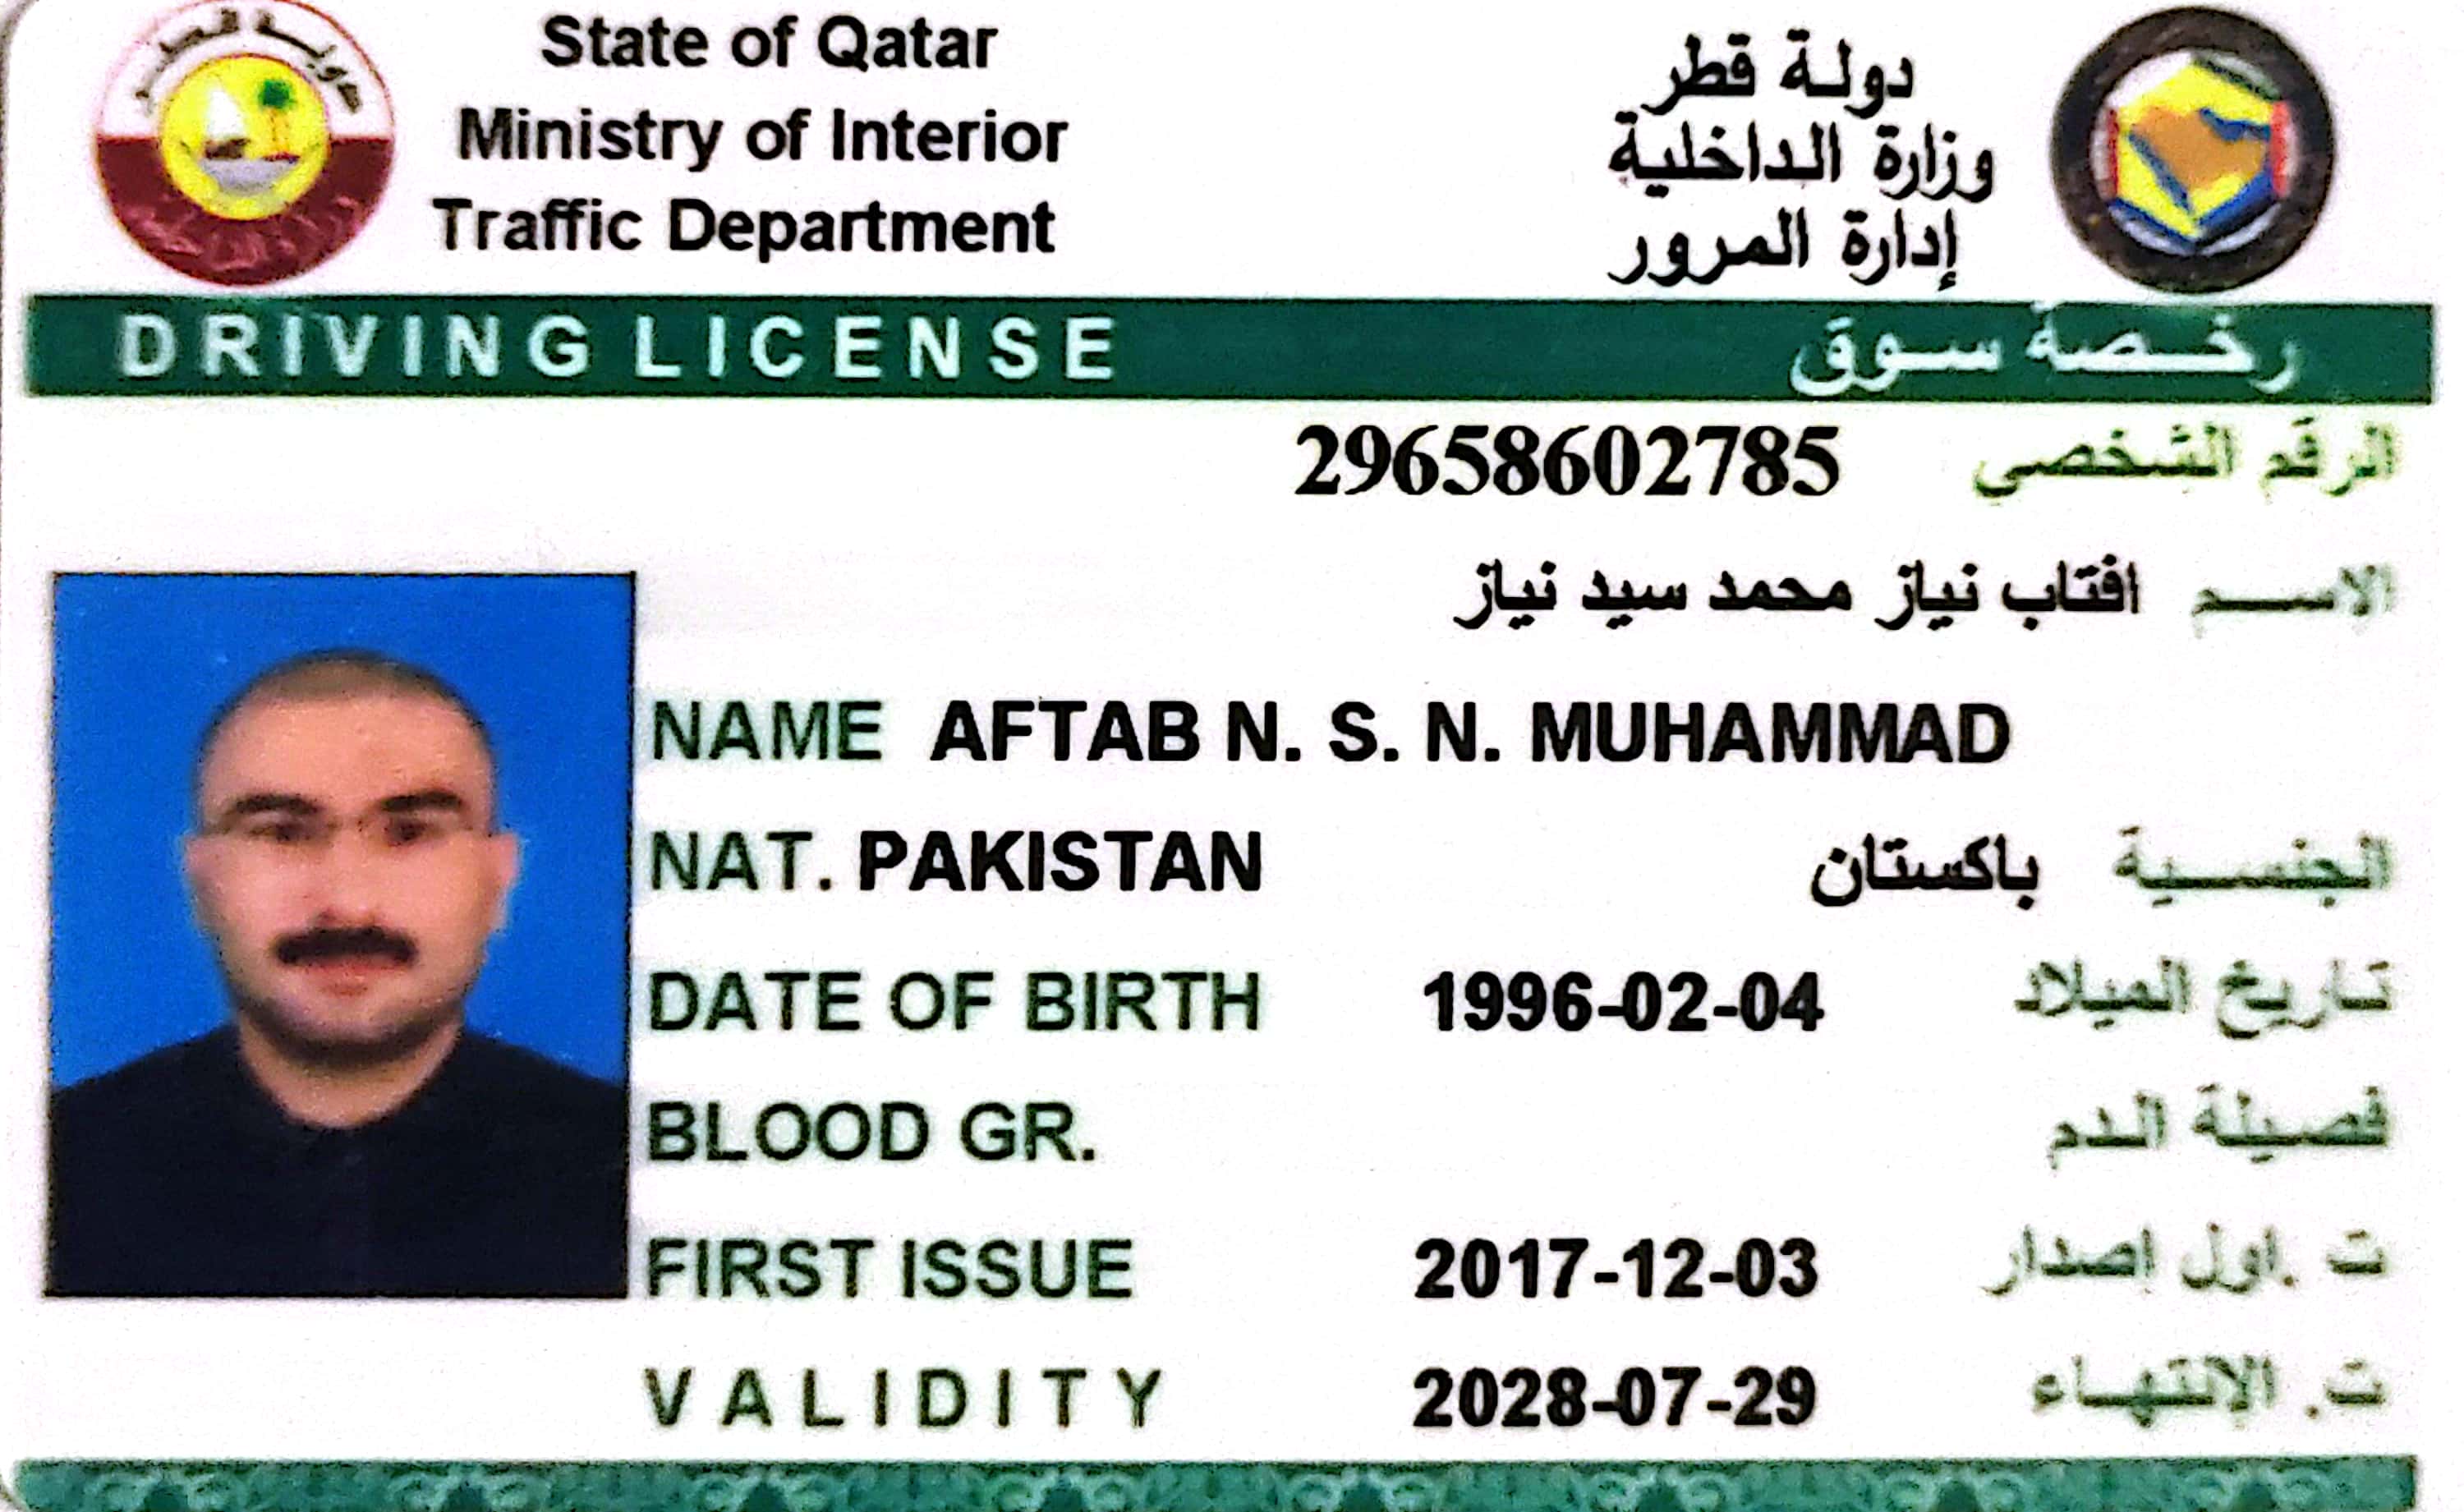 دولة قطر
State of Qatar
دولة قطر
Ministry of Interior
وزارة الداخلية
Traffic Department
إدارة المرور
DRIVING LICENSE رخصة سوق
29658602785 الرقم الشخصي
الاسم افتاب نياز محمد سيد نياز
NAME AFTAB N. S. N. MUHAMMAD
NAT. PAKISTAN الجنسية باكستان
DATE OF BIRTH 1996-02-04 تاريخ الميلاد
BLOOD GR. فصيلة الدم
FIRST ISSUE 2017-12-03 ت .اول إصدار
VALIDITY 2028-07-29 ت. الإنتهاء